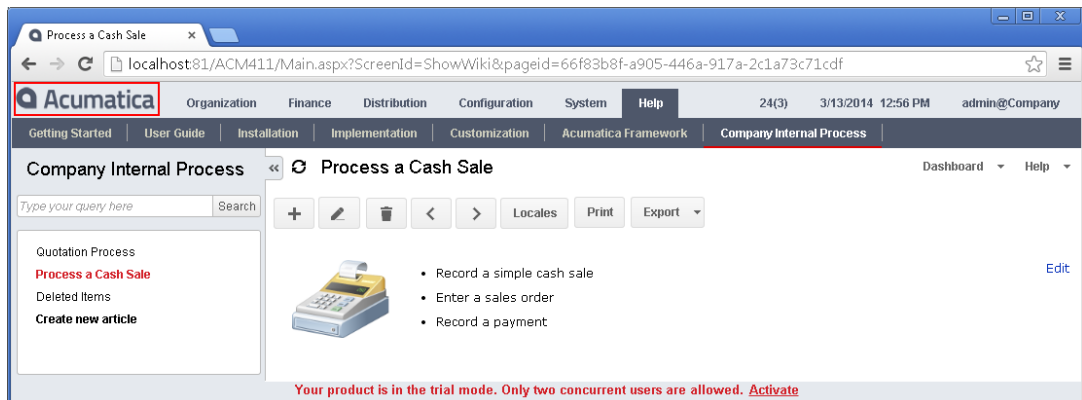 Process a Cash Sale
localhost:81/ACM411/Main.aspx?ScreenId=ShowWiki&pageid=66f83b8f-a905-446a-917a-2c1a73c71cdf
Acumatica Organization Finance Distribution Configuration System Help 24(3) 3/13/2014 12:56 PM admin@Company
Getting Started User Guide Installation Implementation Customization Acumatica Framework Company Internal Process
Company Internal Process Process a Cash Sale Dashboard Help
Type your query here Search Locales Print Export
Quotation Process
Process a Cash Sale
Deleted Items
Create new article
• Record a simple cash sale
• Enter a sales order
• Record a payment
Edit
Your product is in the trial mode. Only two concurrent users are allowed. Activate